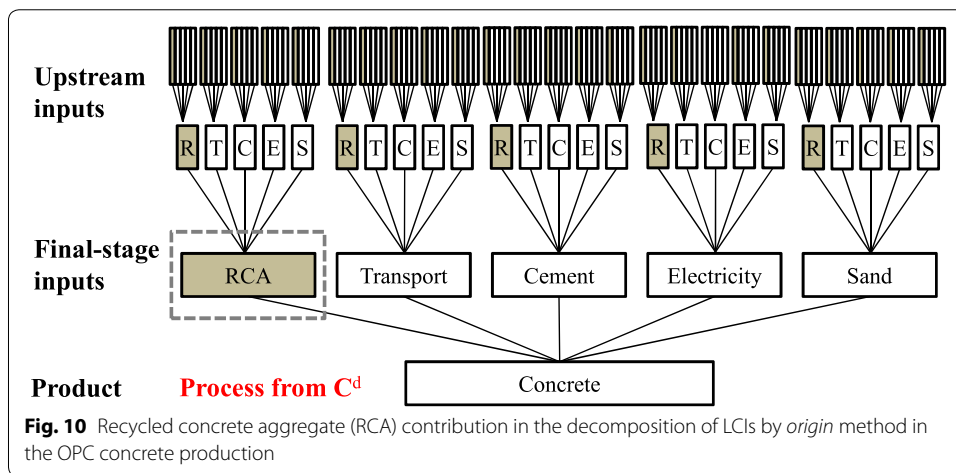 Upstream inputs
R T C E S R T C E S R T C E S R T C E S R T C E S
Final-stage inputs
RCA Transport Cement Electricity Sand
Product Process from Cᵈ Concrete
Fig. 10 Recycled concrete aggregate (RCA) contribution in the decomposition of LCIs by origin method in
the OPC concrete production